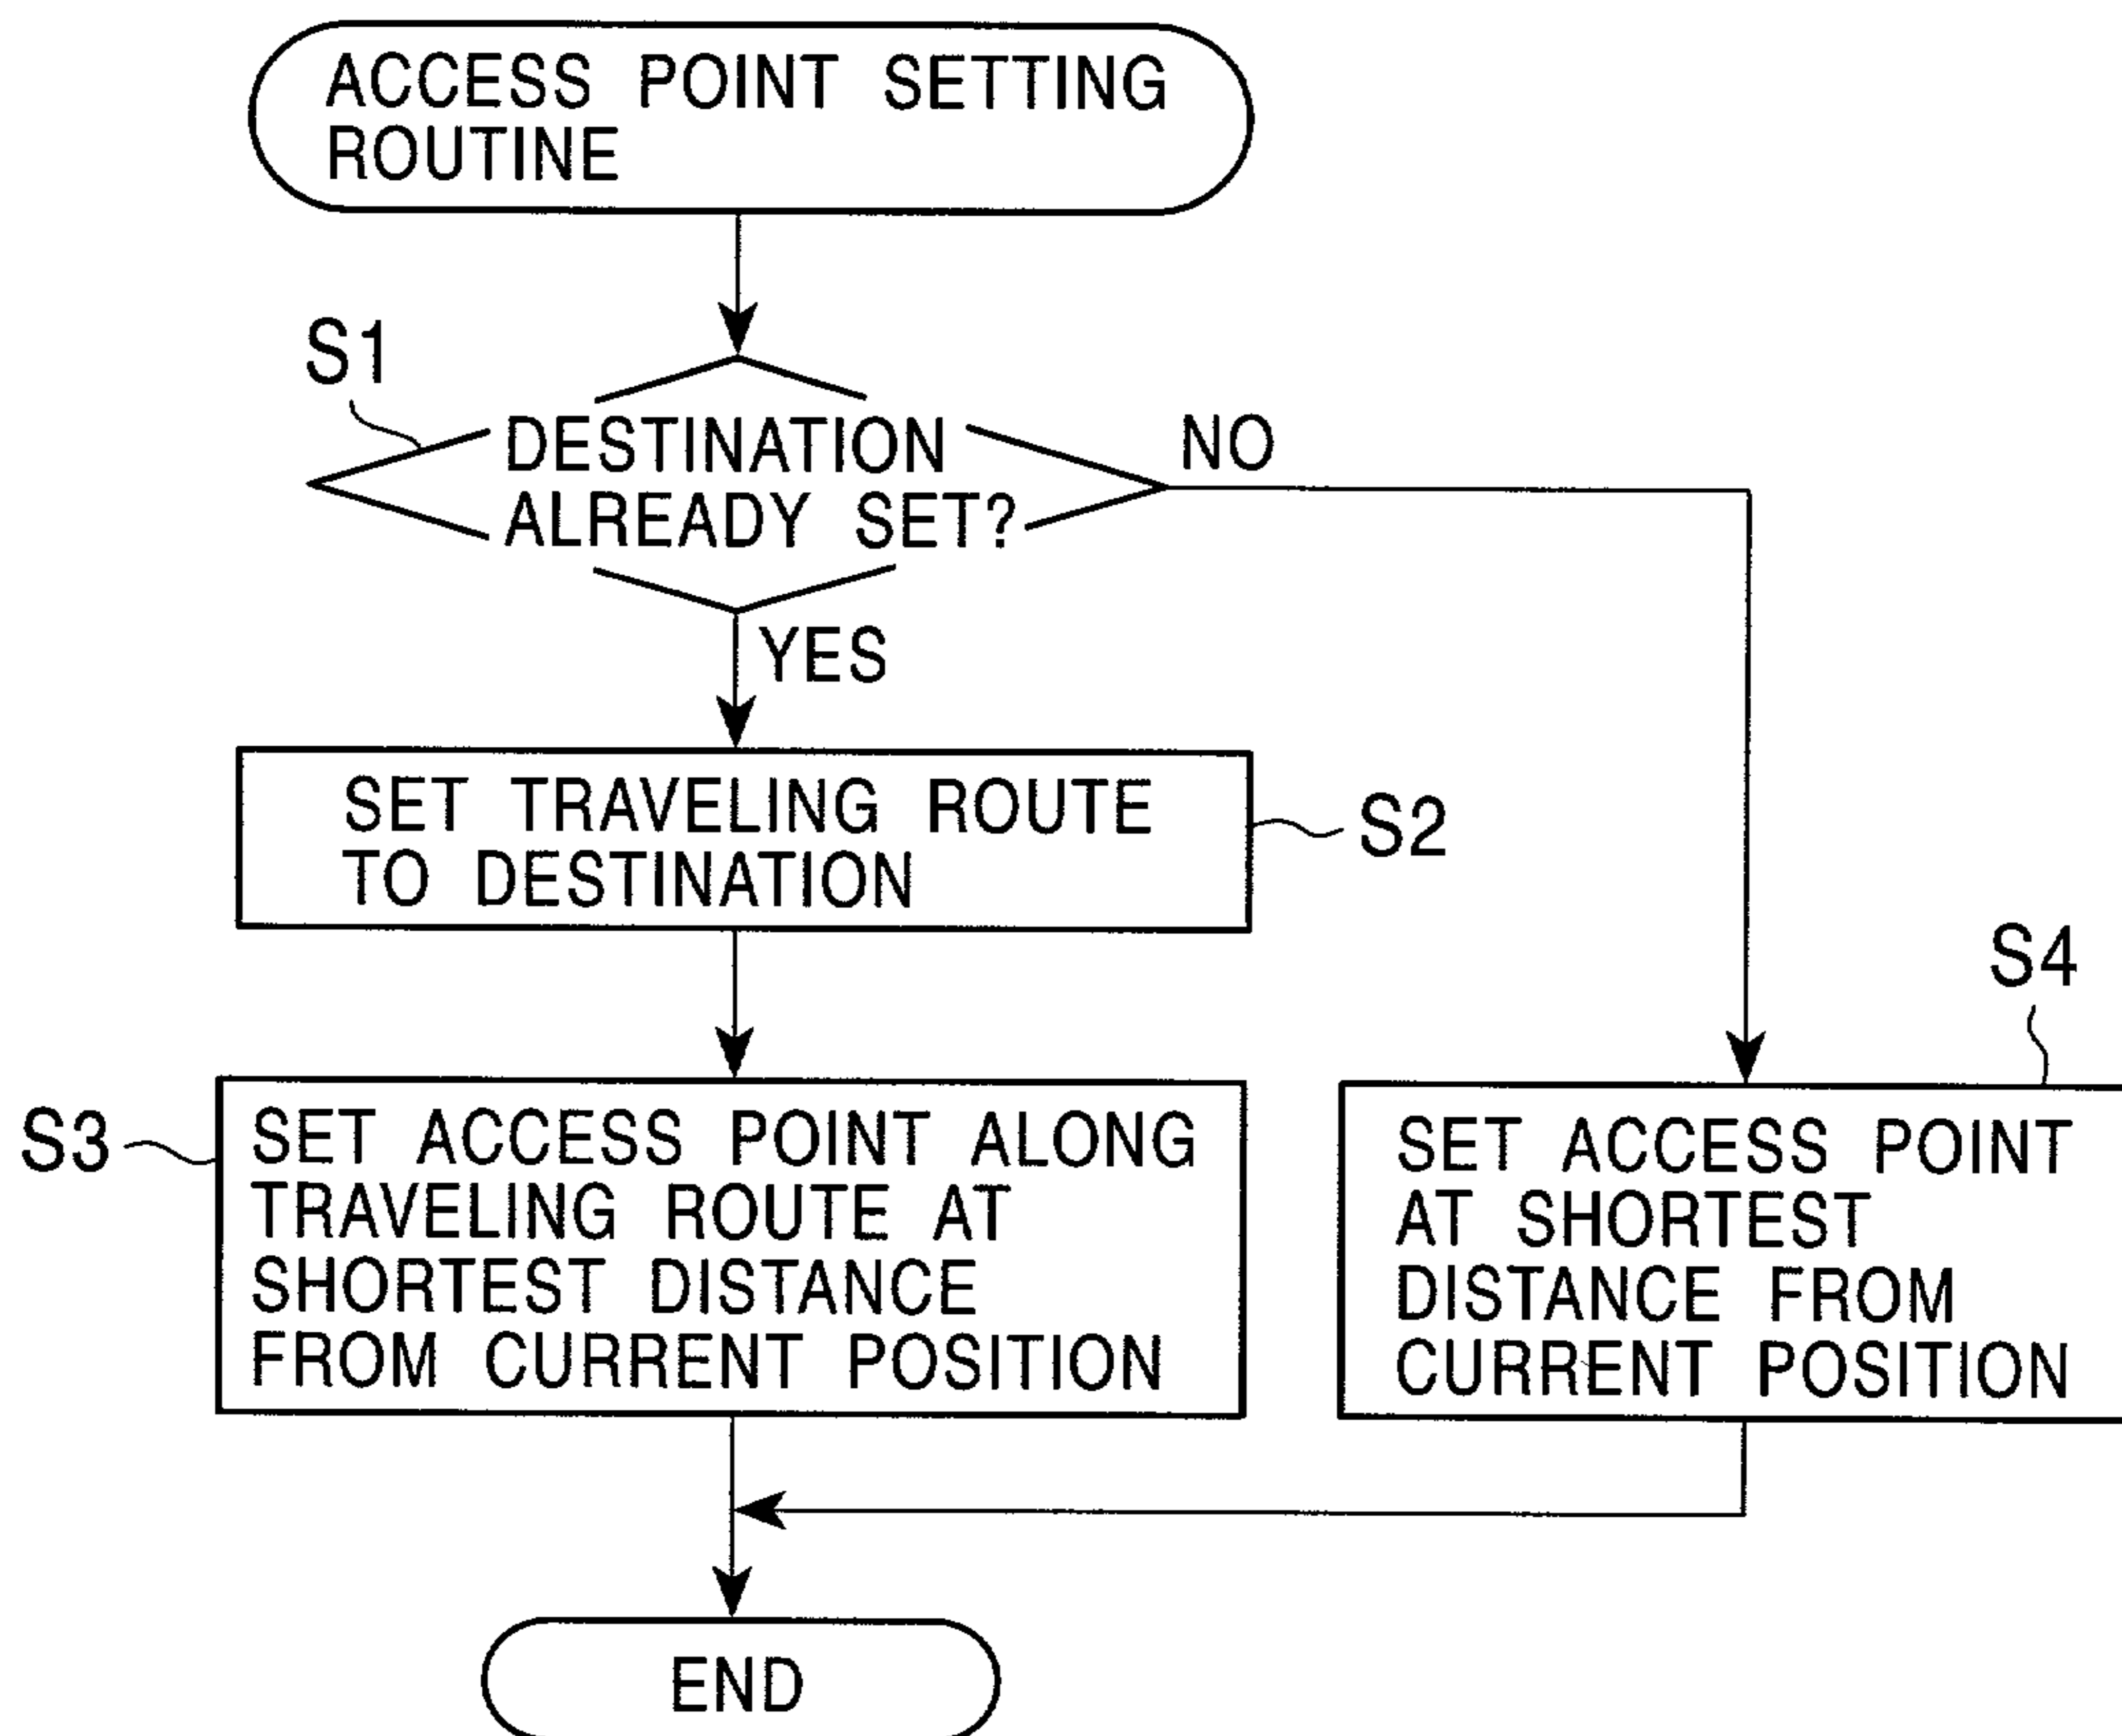 ACCESS POINT SETTING
ROUTINE
S1
DESTINATION
ALREADY SET?
NO
YES
SET TRAVELING ROUTE
TO DESTINATION
S2
S3
SET ACCESS POINT ALONG
TRAVELING ROUTE AT
SHORTEST DISTANCE
FROM CURRENT POSITION
S4
SET ACCESS POINT
AT SHORTEST
DISTANCE FROM
CURRENT POSITION
END